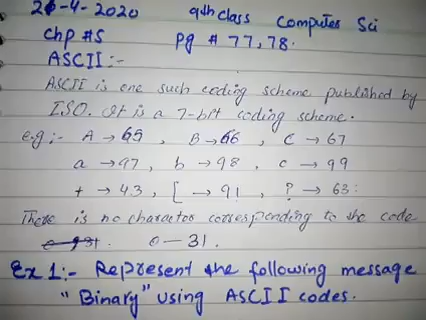 26-4-2020 9th class Computer Sci
Chp #5 Pg # 77,78.
ASCII :-
ASCII is one such coding scheme published by
ISO. It is a 7-bit coding scheme.
e.g:- A → 65 , B → 66 , C → 67
a → 97, b → 98 , c → 99
+ → 43 , [ → 91 , ? → 63:
There is no charactor corresponding to the code
0 — 31.
Ex 1:- Represent the following message
"Binary" using ASCII codes.